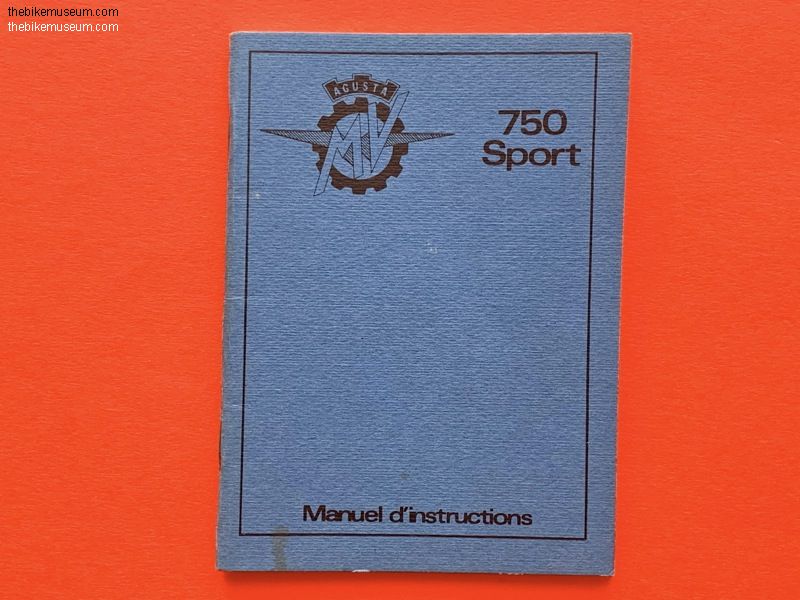 thebikemuseum.com
thebikemuseum.com
AGUSTA
MV
750
Sport
Manuel d'instructions